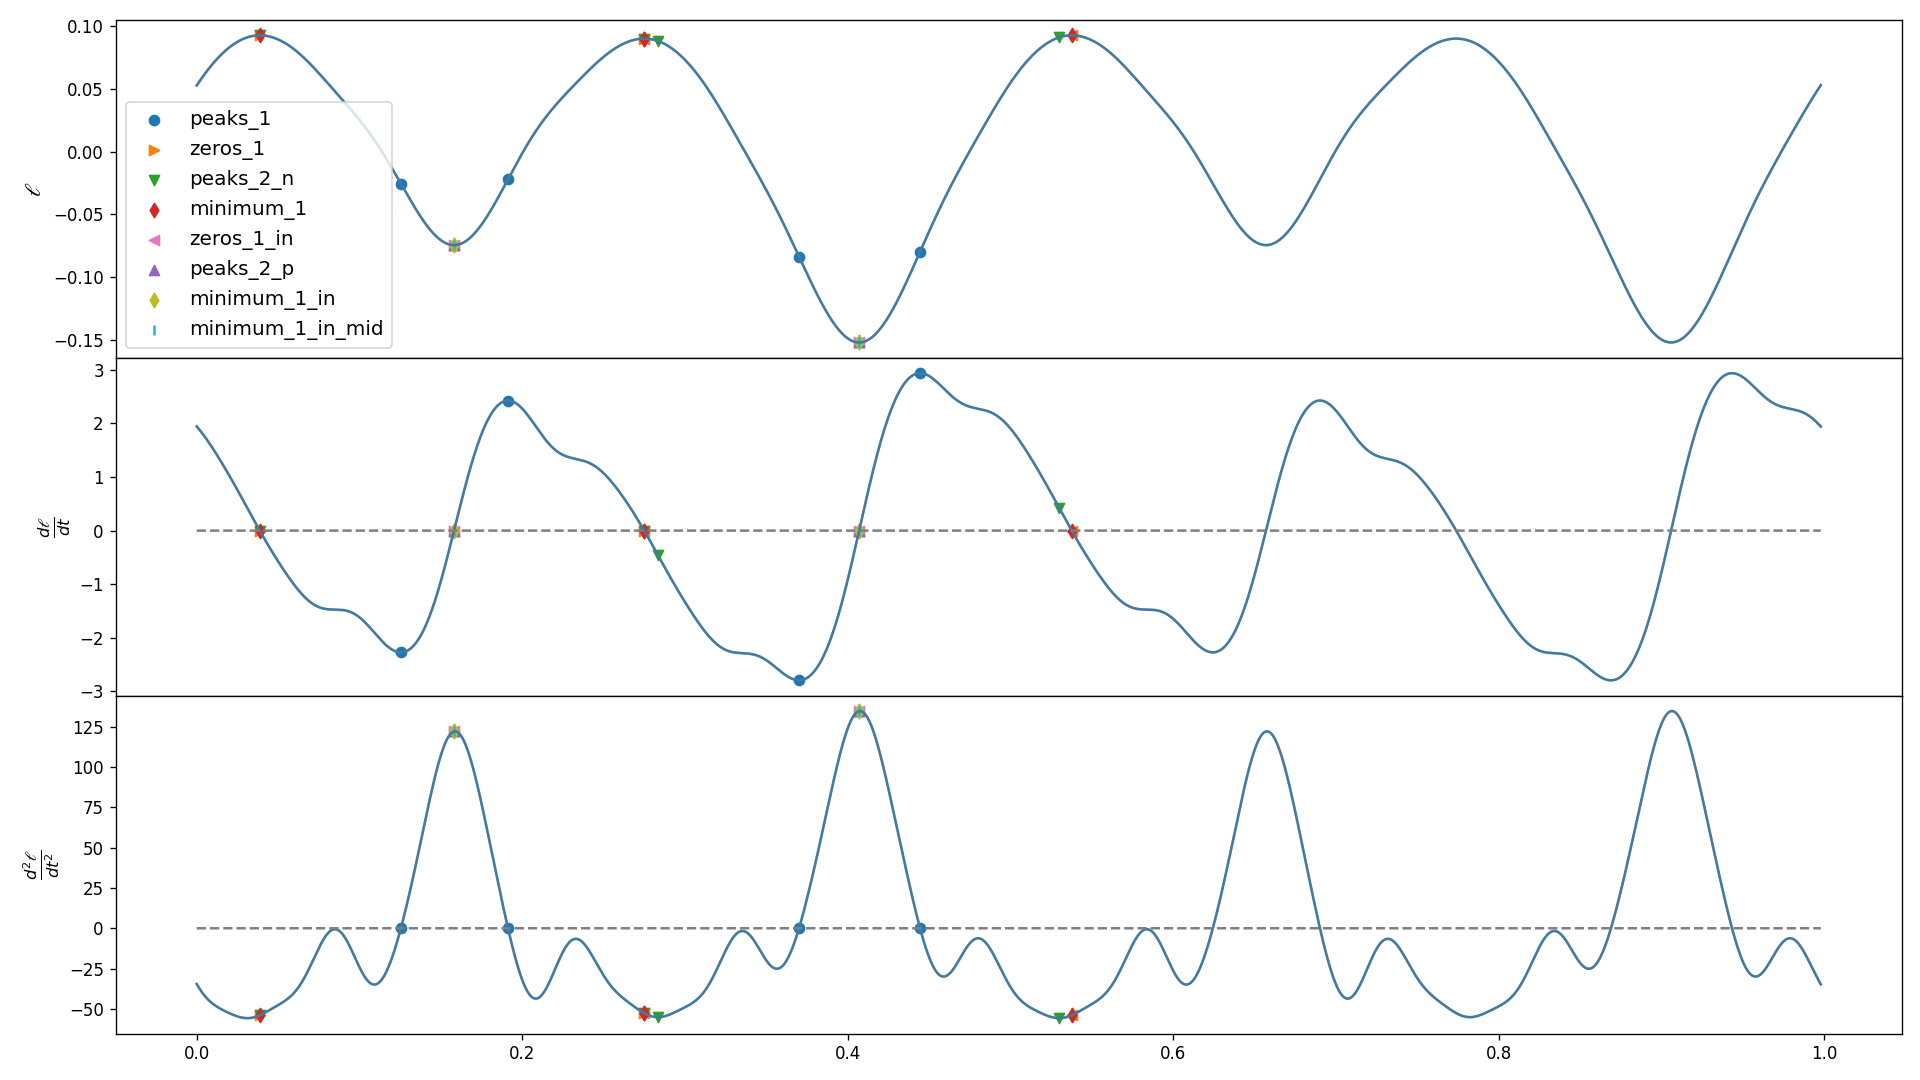 0.10
0.05
0.00
−0.05
−0.10
−0.15
ℓ
peaks_1
zeros_1
peaks_2_n
minimum_1
zeros_1_in
peaks_2_p
minimum_1_in
minimum_1_in_mid
3
2
1
0
−1
−2
−3
dℓ/dt
125
100
75
50
25
0
−25
−50
d²ℓ/dt²
0.0 0.2 0.4 0.6 0.8 1.0